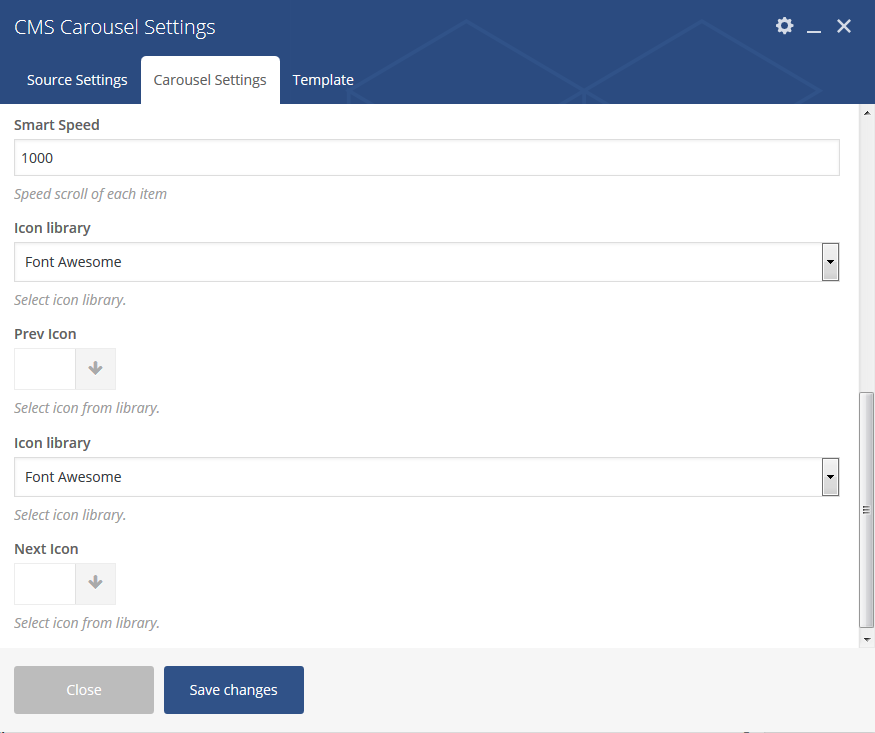 CMS Carousel Settings
Source Settings
Carousel Settings
Template
Smart Speed
1000
Speed scroll of each item
Icon library
Font Awesome
Select icon library.
Prev Icon
Select icon from library.
Icon library
Font Awesome
Select icon library.
Next Icon
Select icon from library.
Close
Save changes